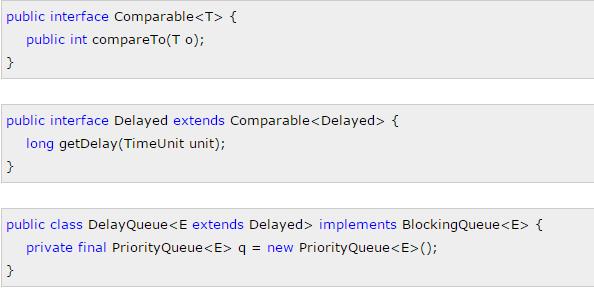 public interface Comparable<T> {
public int compareTo(T o);
}
public interface Delayed extends Comparable<Delayed> {
long getDelay(TimeUnit unit);
}
public class DelayQueue<E extends Delayed> implements BlockingQueue<E> {
private final PriorityQueue<E> q = new PriorityQueue<E>();
}